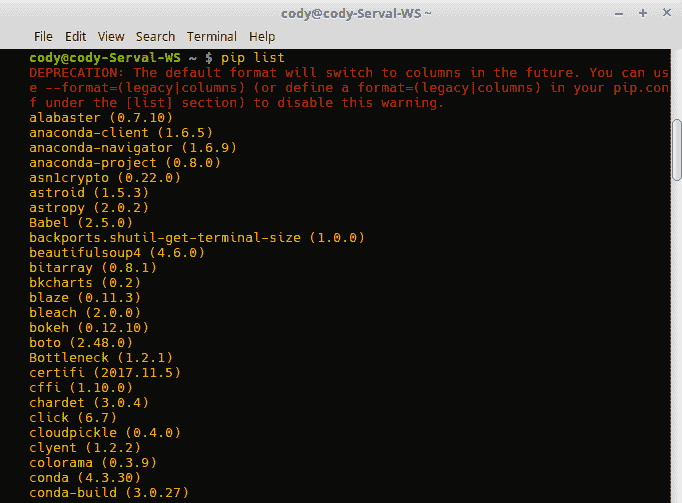 cody@cody-Serval-WS ~
File Edit View Search Terminal Help
cody@cody-Serval-WS ~ $ pip list
DEPRECATION: The default format will switch to columns in the future. You can us
e --format=(legacy|columns) (or define a format=(legacy|columns) in your pip.con
f under the [list] section) to disable this warning.
alabaster (0.7.10)
anaconda-client (1.6.5)
anaconda-navigator (1.6.9)
anaconda-project (0.8.0)
asn1crypto (0.22.0)
astroid (1.5.3)
astropy (2.0.2)
Babel (2.5.0)
backports.shutil-get-terminal-size (1.0.0)
beautifulsoup4 (4.6.0)
bitarray (0.8.1)
bkcharts (0.2)
blaze (0.11.3)
bleach (2.0.0)
bokeh (0.12.10)
boto (2.48.0)
Bottleneck (1.2.1)
certifi (2017.11.5)
cffi (1.10.0)
chardet (3.0.4)
click (6.7)
cloudpickle (0.4.0)
clyent (1.2.2)
colorama (0.3.9)
conda (4.3.30)
conda-build (3.0.27)